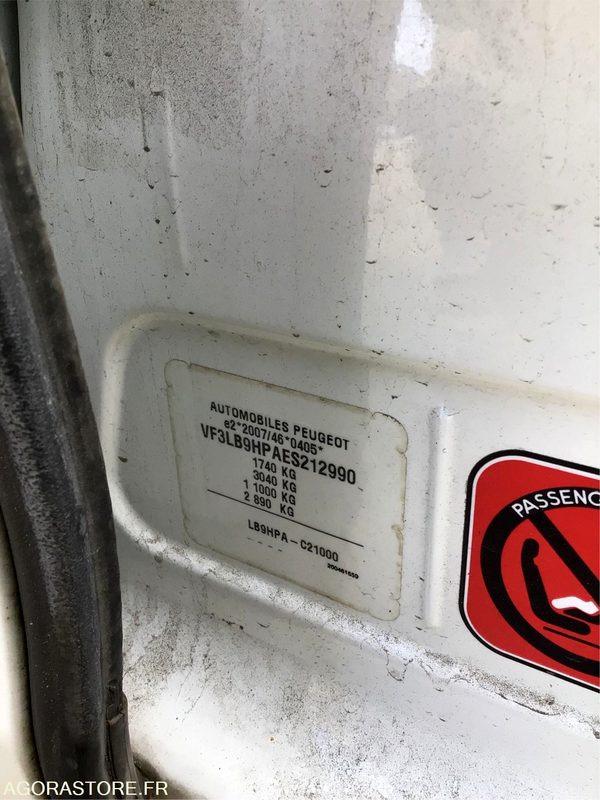 AUTOMOBILES PEUGEOT
e2*2007/46*0405*
VF3LB9HPAES212990
1740 KG
3040 KG
1 1000 KG
2 890 KG
LB9HPA-C21000
----
200461650
PASSENG
AGORASTORE.FR